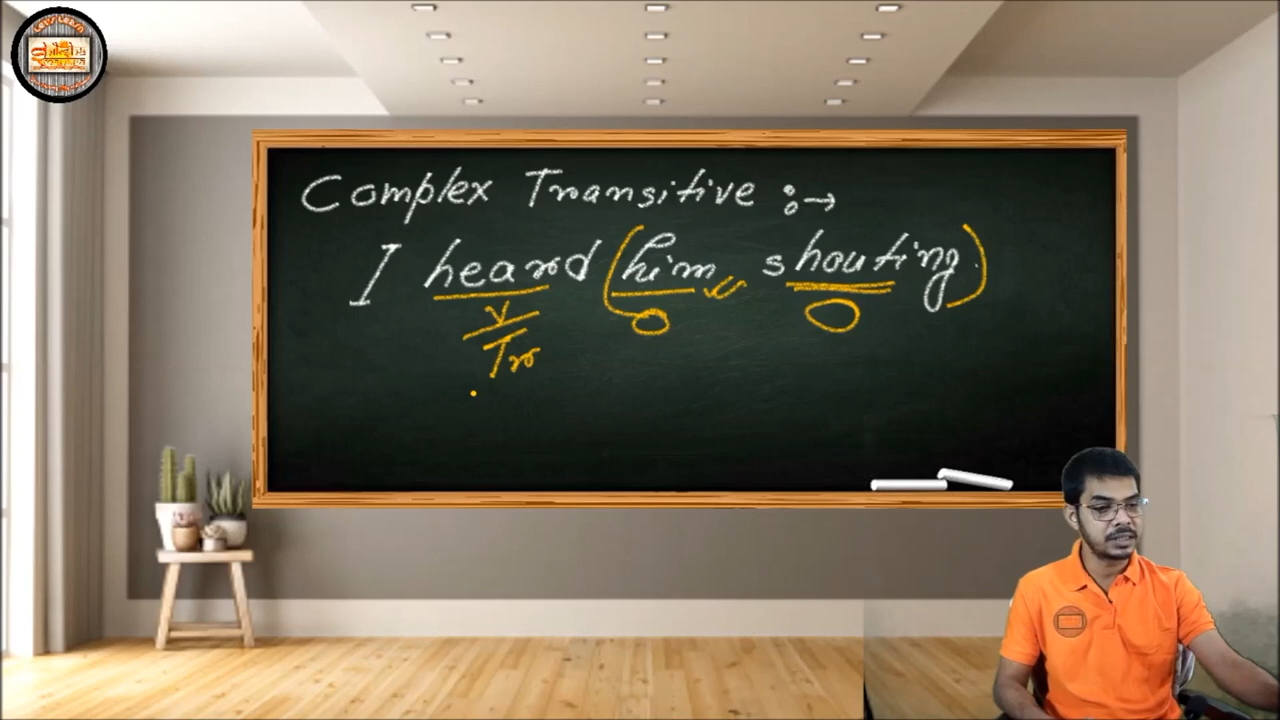 Complex Transitive :→
I heard (him shouting)
V O O
Tr